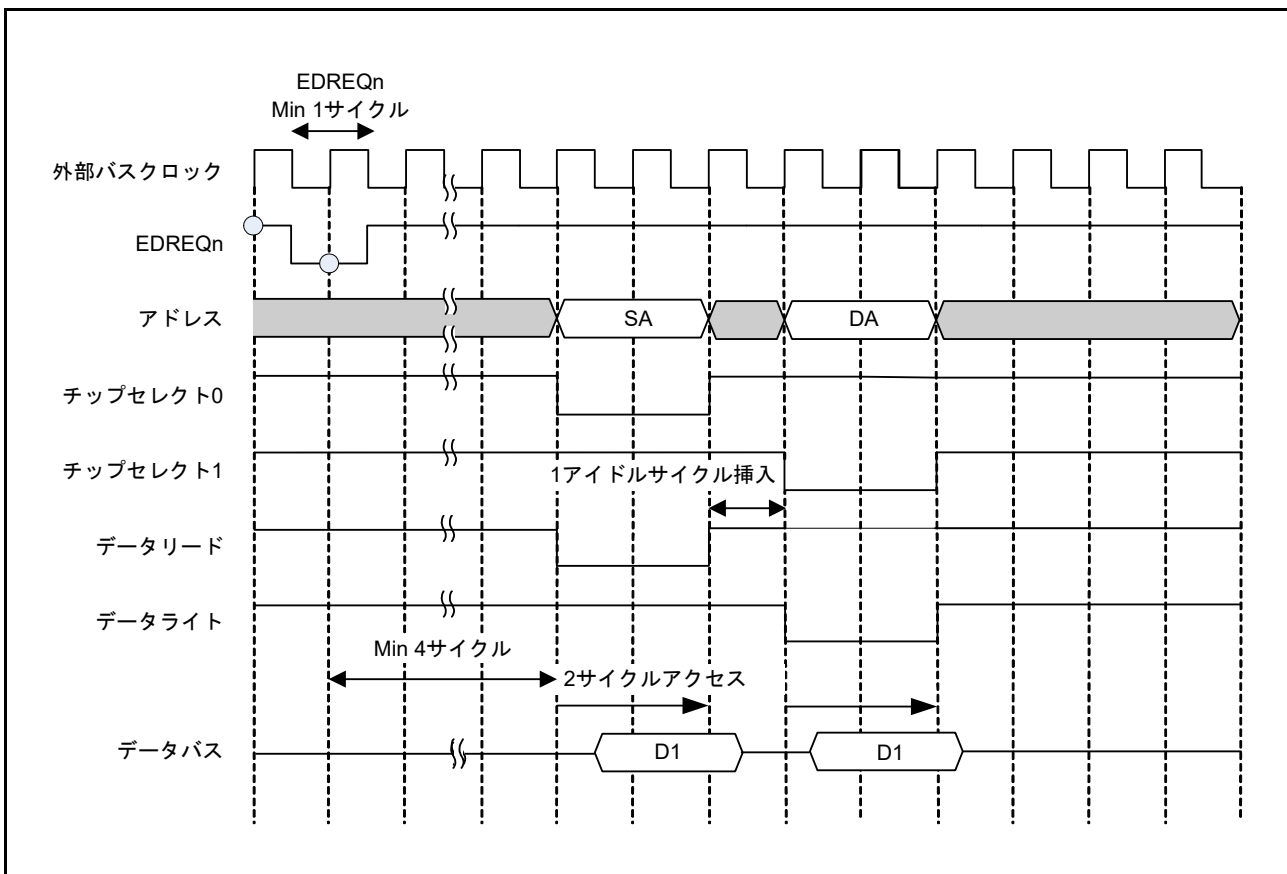 EDREQn
Min 1サイクル
外部バスクロック
EDREQn
アドレス
SA
DA
チップセレクト0
チップセレクト1
1アイドルサイクル挿入
データリード
データライト
Min 4サイクル
2サイクルアクセス
データバス
D1
D1